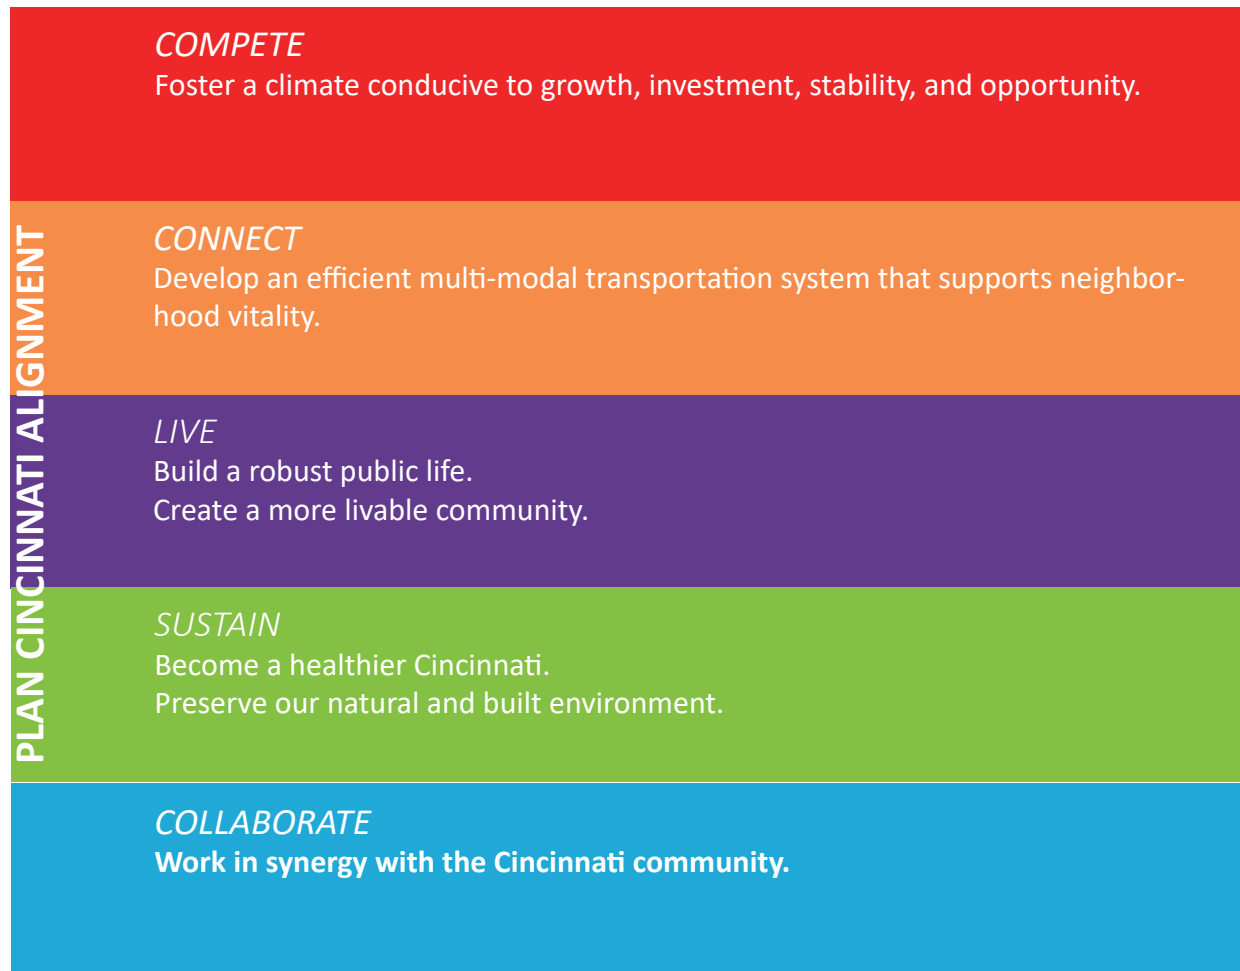 COMPETE
Foster a climate conducive to growth, investment, stability, and opportunity.
PLAN CINCINNATI ALIGNMENT
CONNECT
Develop an efficient multi-modal transportation system that supports neighbor-
hood vitality.
LIVE
Build a robust public life.
Create a more livable community.
SUSTAIN
Become a healthier Cincinnati.
Preserve our natural and built environment.
COLLABORATE
Work in synergy with the Cincinnati community.